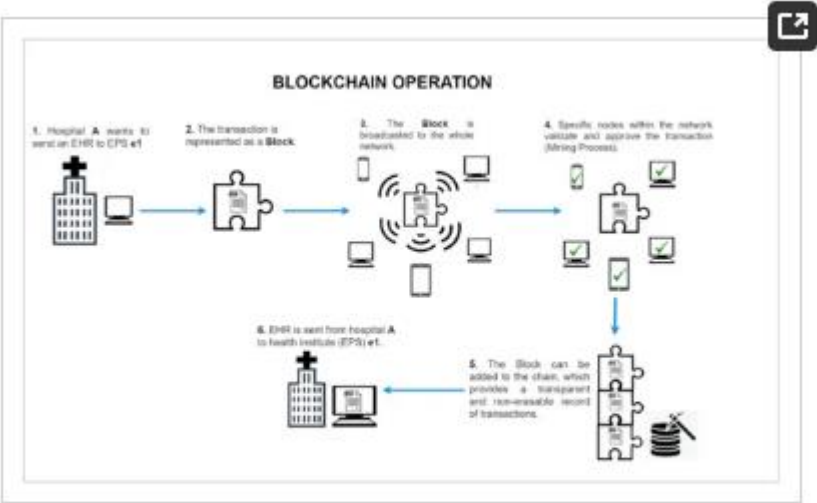 BLOCKCHAIN OPERATION
1. Hospital A wants to
send an EHR to EPS e1
2. The transaction is
represented as a Block.
3. The Block is
broadcasted to the whole
network.
4. Specific nodes within the network
validate and approve the transaction
(Mining Process).
5. The Block can be
added to the chain, which
provides a transparent
and non-erasable record
of transactions.
6. EHR is sent from hospital A
to health institute (EPS) e1.